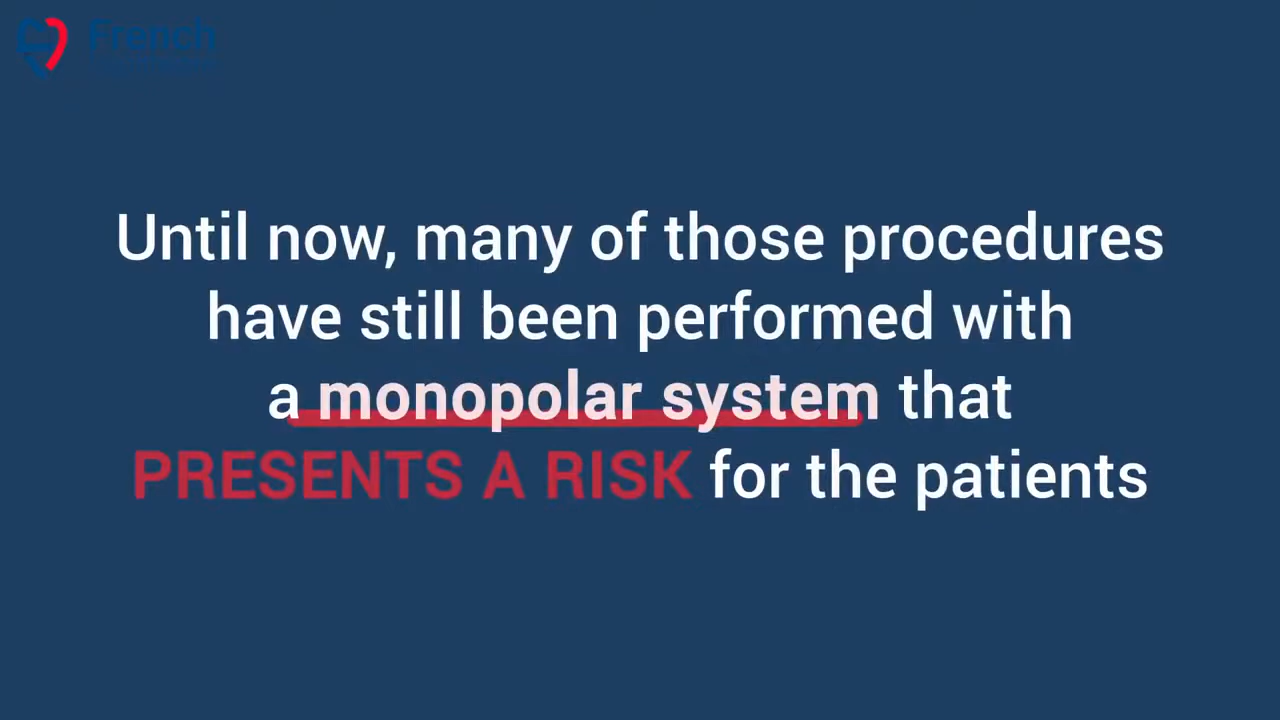 French
Until now, many of those procedures
have still been performed with
a monopolar system that
PRESENTS A RISK for the patients